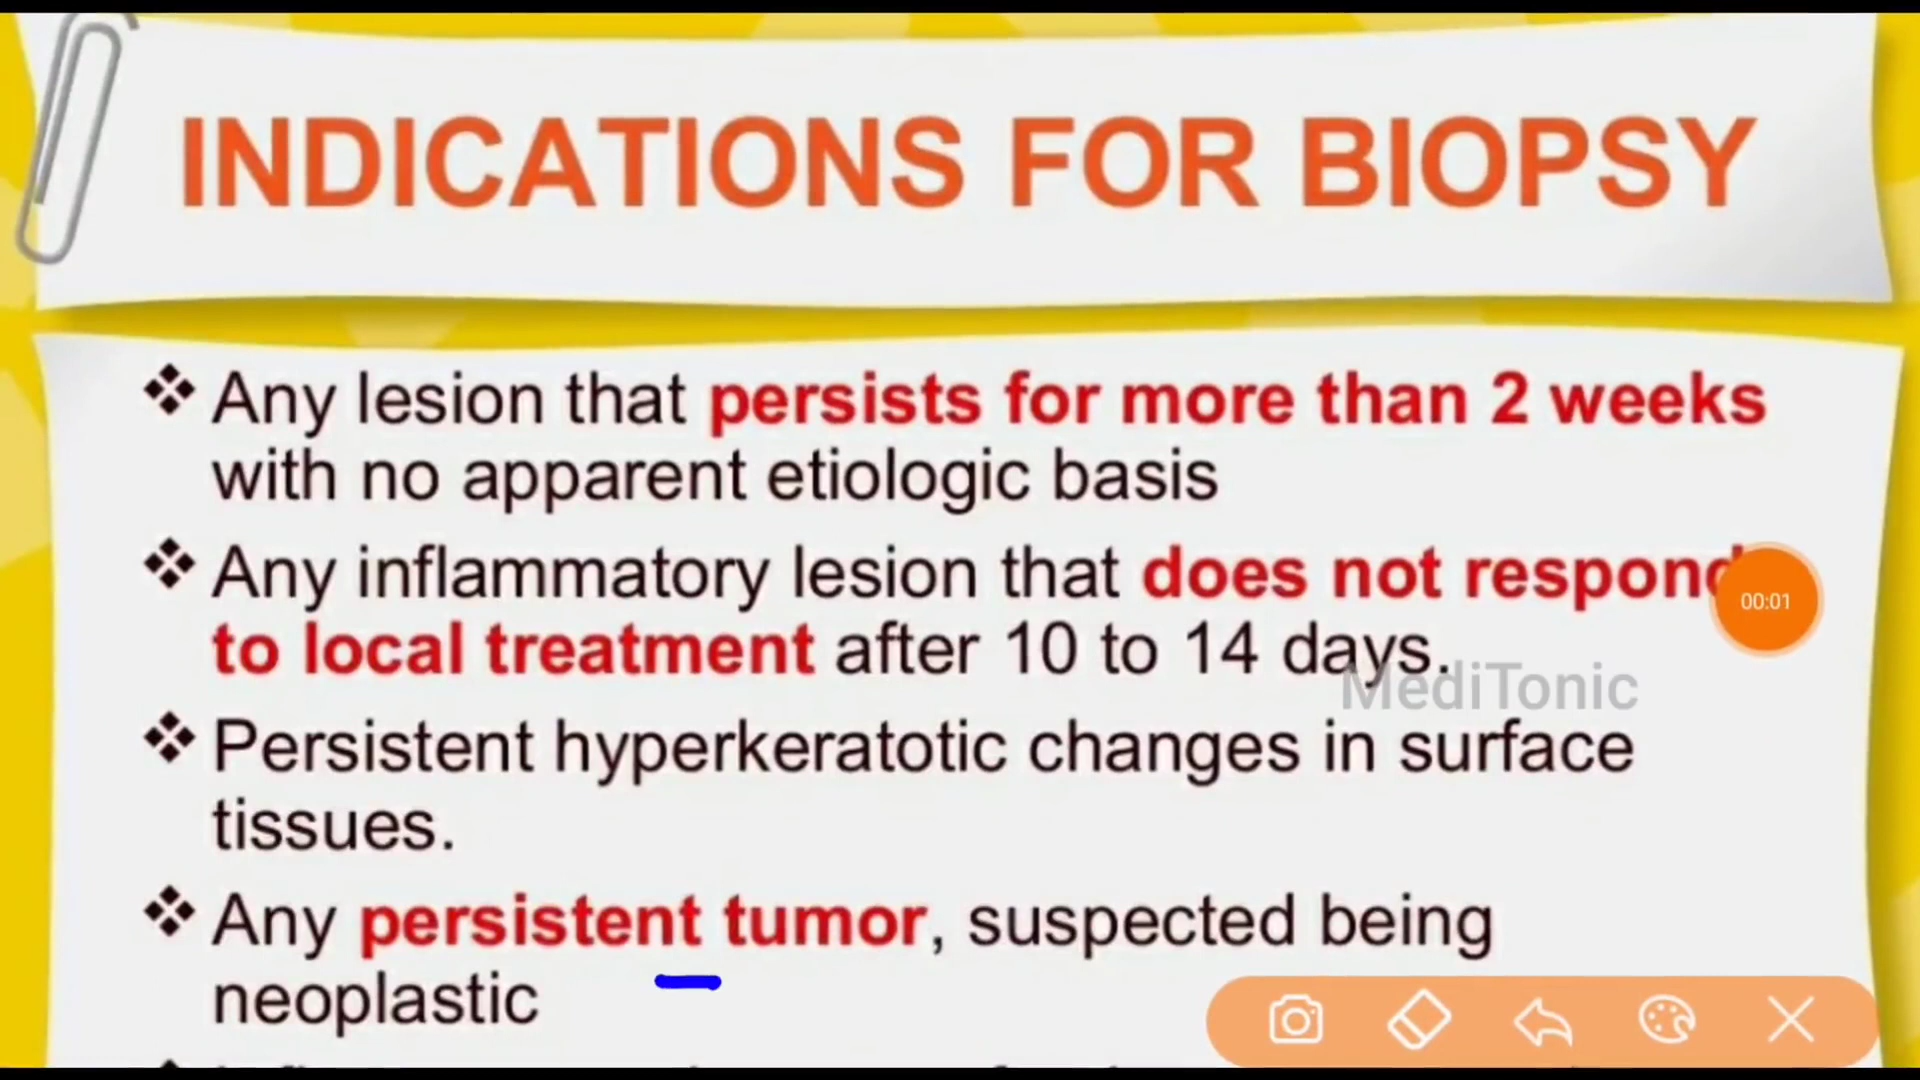 INDICATIONS FOR BIOPSY
❖ Any lesion that persists for more than 2 weeks
with no apparent etiologic basis
❖ Any inflammatory lesion that does not respond
00:01
to local treatment after 10 to 14 days.
MediTonic
❖ Persistent hyperkeratotic changes in surface
tissues.
❖ Any persistent tumor, suspected being
neoplastic